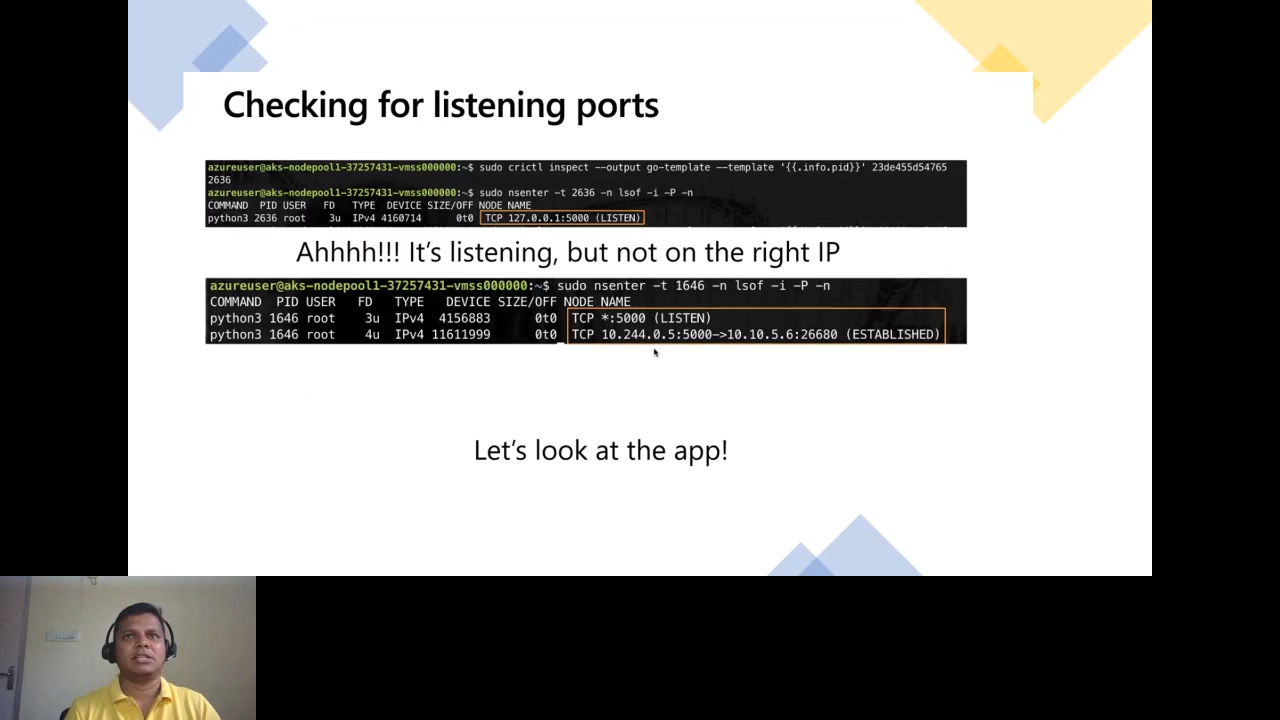 Checking for listening ports
azureuser@aks-nodepool1-37257431-vmss000000:~$ sudo crictl inspect --output go-template --template '{{.info.pid}}' 23de455d54765
2636
azureuser@aks-nodepool1-37257431-vmss000000:~$ sudo nsenter -t 2636 -n lsof -i -P -n
COMMAND PID USER FD TYPE DEVICE SIZE/OFF NODE NAME
python3 2636 root 3u IPv4 4160714 0t0 TCP 127.0.0.1:5000 (LISTEN)
Ahhhh!!! It's listening, but not on the right IP
azureuser@aks-nodepool1-37257431-vmss000000:~$ sudo nsenter -t 1646 -n lsof -i -P -n
COMMAND PID USER FD TYPE DEVICE SIZE/OFF NODE NAME
python3 1646 root 3u IPv4 4156883 0t0 TCP *:5000 (LISTEN)
python3 1646 root 4u IPv4 11611999 0t0 TCP 10.244.0.5:5000->10.10.5.6:26680 (ESTABLISHED)
Let's look at the app!